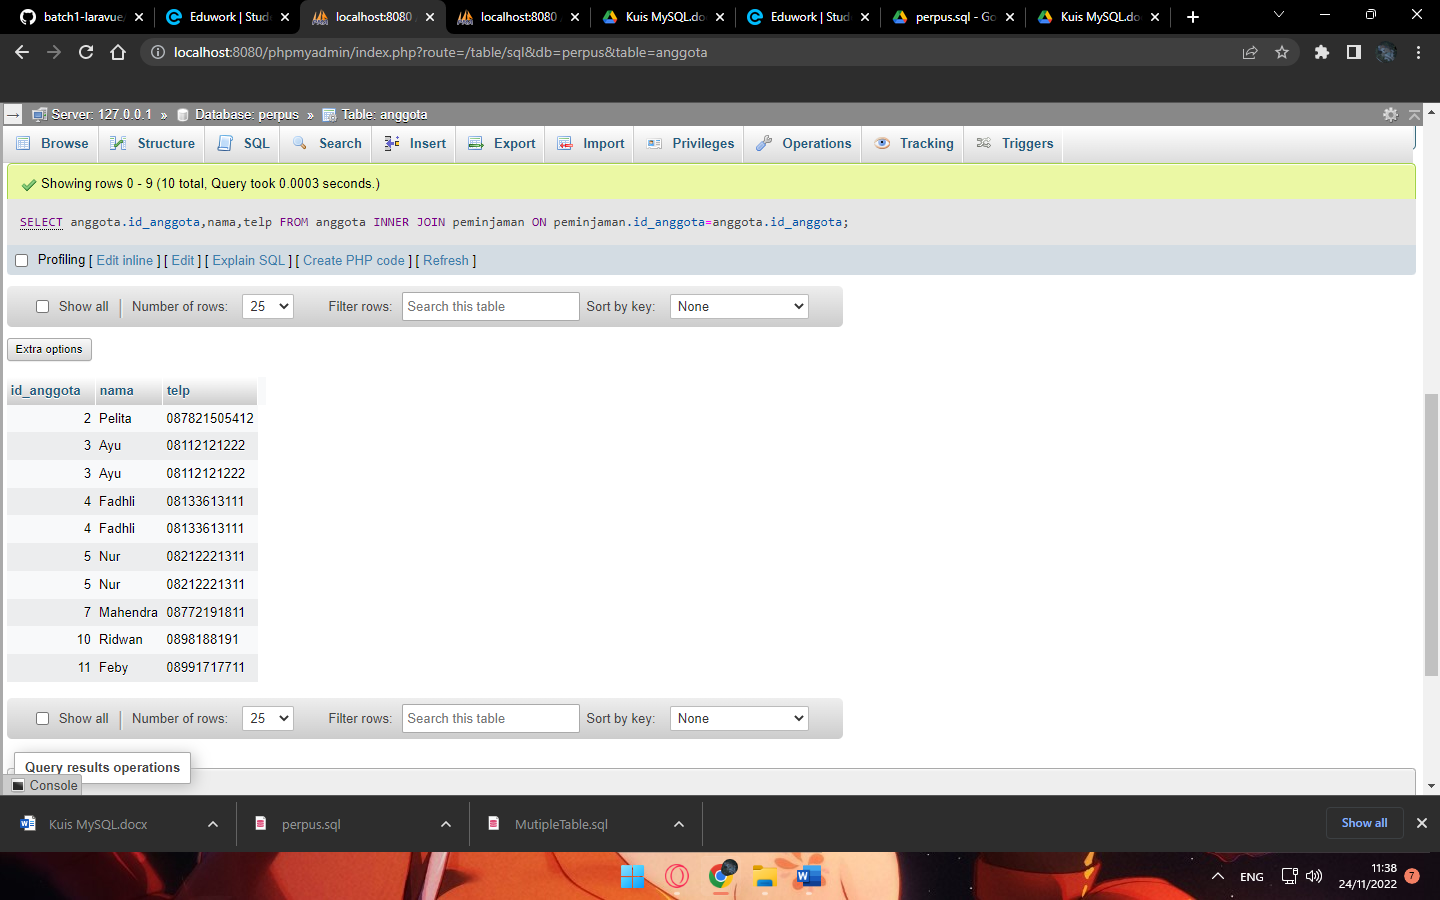 batch1-laravue/
Eduwork | Stud
localhost:8080
localhost:8080
Kuis MySQL.do
Eduwork | Stud
perpus.sql - Go
Kuis MySQL.do
localhost:8080/phpmyadmin/index.php?route=/table/sql&db=perpus&table=anggota
Server: 127.0.0.1 » Database: perpus » Table: anggota
Browse Structure SQL Search Insert Export Import Privileges Operations Tracking Triggers
Showing rows 0 - 9 (10 total, Query took 0.0003 seconds.)
SELECT anggota.id_anggota,nama,telp FROM anggota INNER JOIN peminjaman ON peminjaman.id_anggota=anggota.id_anggota;
Profiling [ Edit inline ] [ Edit ] [ Explain SQL ] [ Create PHP code ] [ Refresh ]
Show all Number of rows: 25 Filter rows: Search this table Sort by key: None
Extra options
id_anggota nama telp
2 Pelita 087821505412
3 Ayu 08112121222
3 Ayu 08112121222
4 Fadhli 08133613111
4 Fadhli 08133613111
5 Nur 08212221311
5 Nur 08212221311
7 Mahendra 08772191811
10 Ridwan 0898188191
11 Feby 08991717711
Show all Number of rows: 25 Filter rows: Search this table Sort by key: None
Query results operations
Console
Kuis MySQL.docx perpus.sql MutipleTable.sql Show all
ENG 11:38 7
24/11/2022